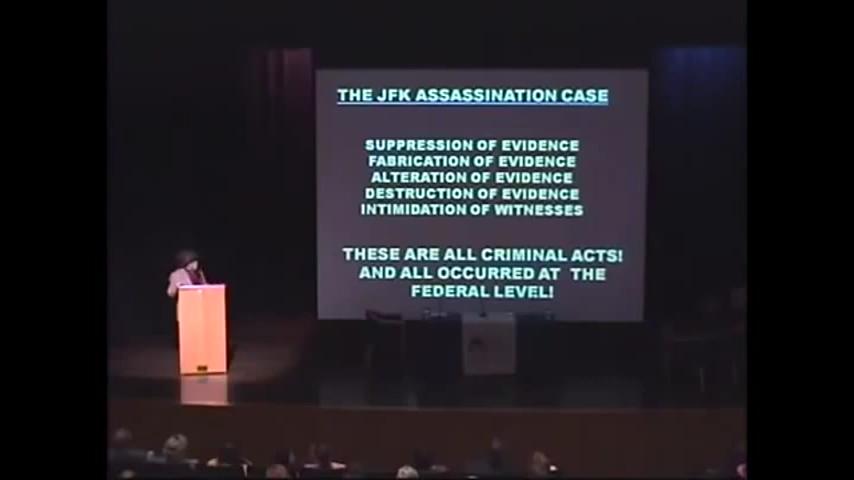 THE JFK ASSASSINATION CASE
SUPPRESSION OF EVIDENCE
FABRICATION OF EVIDENCE
ALTERATION OF EVIDENCE
DESTRUCTION OF EVIDENCE
INTIMIDATION OF WITNESSES
THESE ARE ALL CRIMINAL ACTS!
AND ALL OCCURRED AT THE
FEDERAL LEVEL!